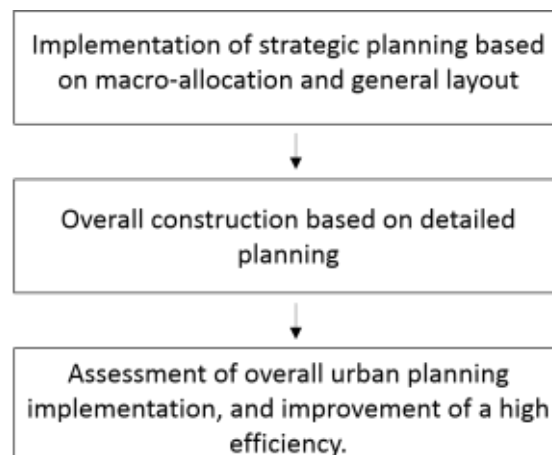 Implementation of strategic planning based
on macro-allocation and general layout
Overall construction based on detailed
planning
Assessment of overall urban planning
implementation, and improvement of a high
efficiency.